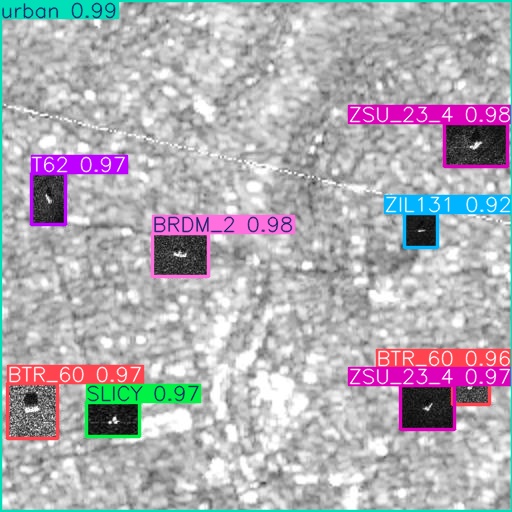 urban 0.99
ZSU_23_4 0.98
T62 0.97
ZIL131 0.92
BRDM_2 0.98
BTR_60 0.96
BTR_60 0.97
ZSU_23_4 0.97
SLICY 0.97